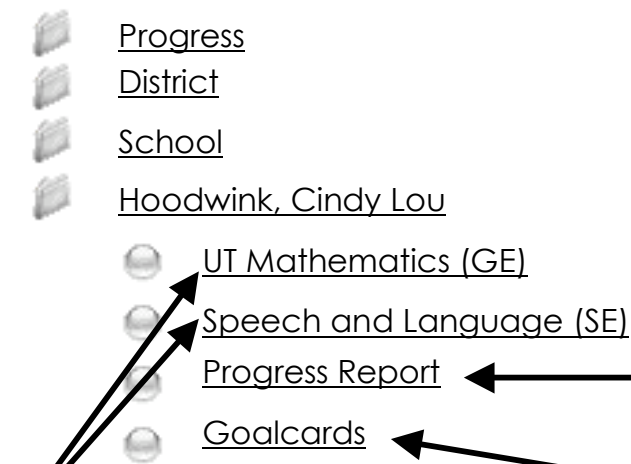 Progress
District
School
Hoodwink, Cindy Lou
UT Mathematics (GE)
Speech and Language (SE)
Progress Report
Goalcards